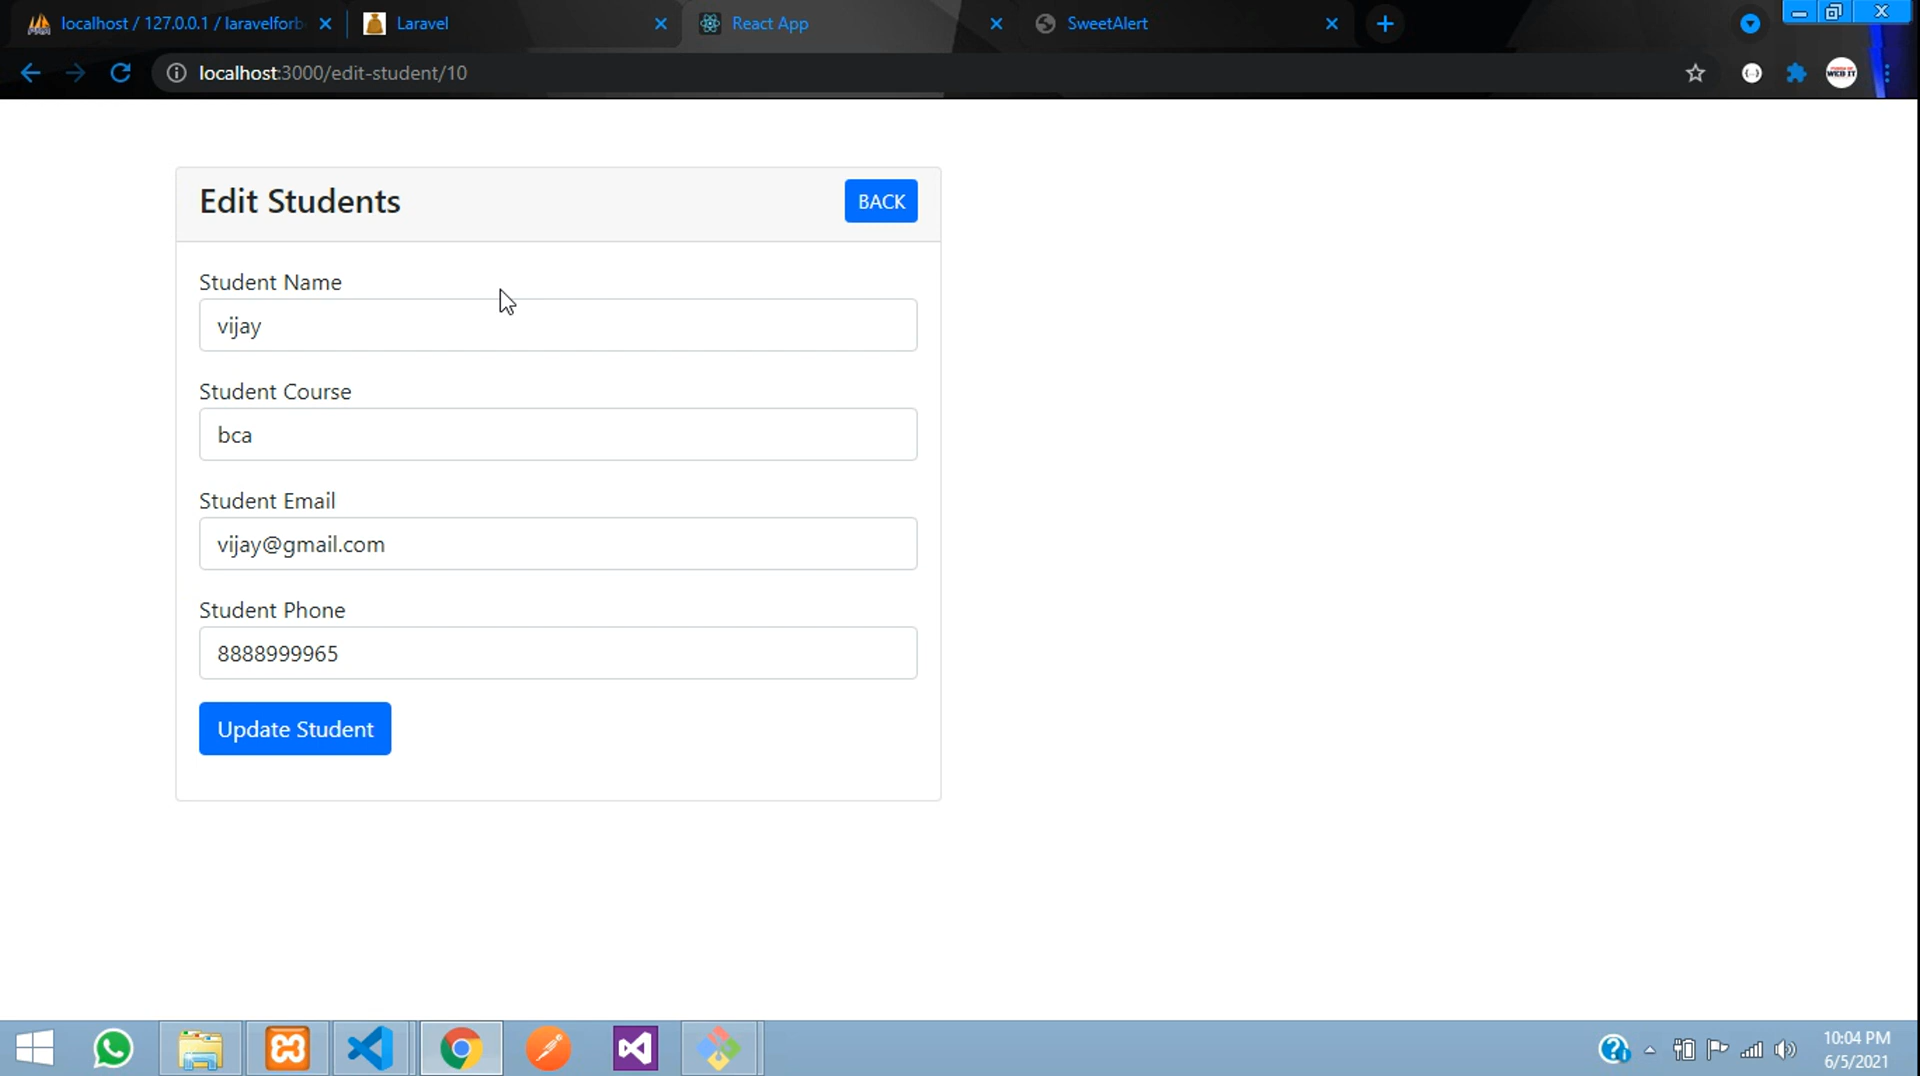 localhost / 127.0.0.1 / laravelforb
Laravel
React App
SweetAlert
localhost:3000/edit-student/10
WEB IT
Edit Students
BACK
Student Name
vijay
Student Course
bca
Student Email
vijay@gmail.com
Student Phone
8888999965
Update Student
10:04 PM
6/5/2021